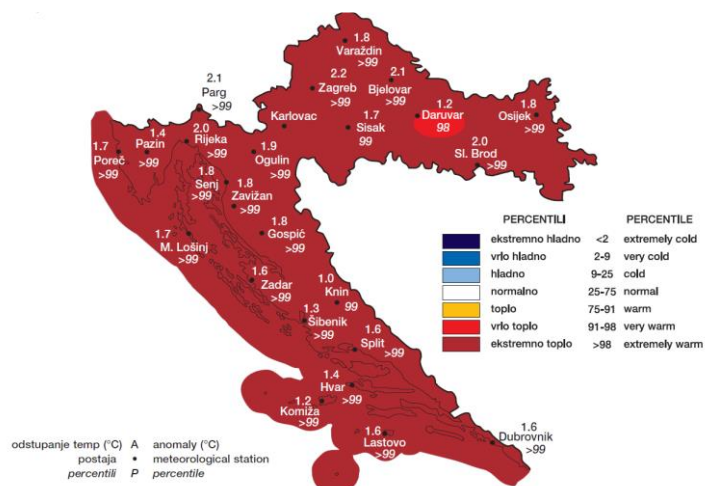 1.8
Varaždin
>99
2.1
Parg
>99
2.2
Zagreb
>99
2.1
Bjelovar
>99
1.2
Daruvar
98
1.8
Osijek
>99
Karlovac
1.7
Sisak
99
2.0
Sl. Brod
>99
1.7
Poreč
>99
1.4
Pazin
>99
2.0
Rijeka
>99
1.9
Ogulin
>99
1.8
Senj
>99
1.8
Zavižan
>99
1.8
Gospić
>99
1.7
M. Lošinj
>99
1.6
Zadar
>99
1.0
Knin
99
1.3
Šibenik
>99
1.6
Split
>99
1.4
Hvar
>99
1.2
Komiža
>99
1.6
Lastovo
>99
1.6
Dubrovnik
>99
PERCENTILI PERCENTILE
ekstremno hladno <2 extremely cold
vrlo hladno 2-9 very cold
hladno 9-25 cold
normalno 25-75 normal
toplo 75-91 warm
vrlo toplo 91-98 very warm
ekstremno toplo >98 extremely warm
odstupanje temp (°C) A anomaly (°C)
postaja • meteorological station
percentili P percentile